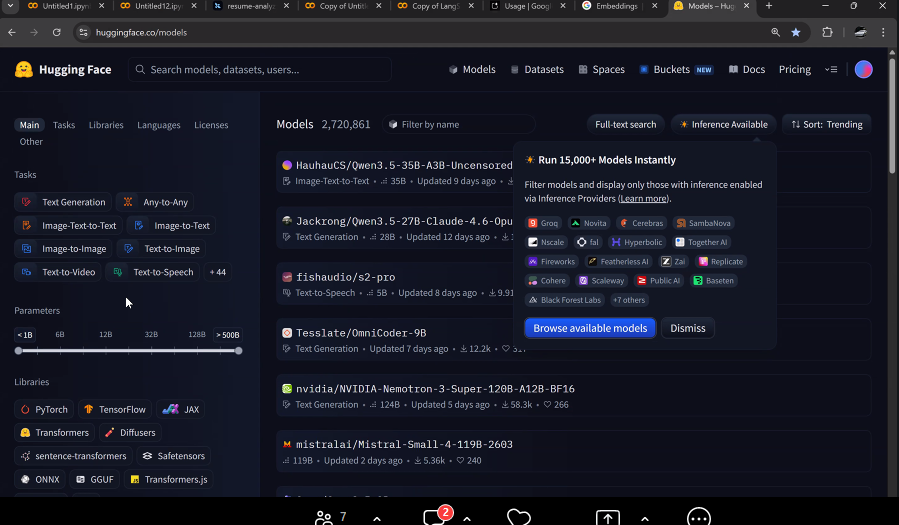 Untitled1.ipynb
Untitled12.ipyn
resume-analyz
Copy of Untitl
Copy of LangS
Usage | Googl
Embeddings |
Models – Hug
huggingface.co/models
Hugging Face
Search models, datasets, users...
Models
Datasets
Spaces
Buckets NEW
Docs
Pricing
Main Tasks Libraries Languages Licenses
Other
Tasks
Text Generation
Any-to-Any
Image-Text-to-Text
Image-to-Text
Image-to-Image
Text-to-Image
Text-to-Video
Text-to-Speech
+ 44
Parameters
< 1B 6B 12B 32B 128B > 500B
Libraries
PyTorch
TensorFlow
JAX
Transformers
Diffusers
sentence-transformers
Safetensors
ONNX
GGUF
Transformers.js
Models 2,720,861
Filter by name
Full-text search
Inference Available
Sort: Trending
HauhauCS/Qwen3.5-35B-A3B-Uncensored
Image-Text-to-Text • 35B • Updated 9 days ago •
Jackrong/Qwen3.5-27B-Claude-4.6-Opu
Text Generation • 28B • Updated 12 days ago •
fishaudio/s2-pro
Text-to-Speech • 5B • Updated 8 days ago • 9.91
Tesslate/OmniCoder-9B
Text Generation • Updated 7 days ago • 12.2k •
nvidia/NVIDIA-Nemotron-3-Super-120B-A12B-BF16
Text Generation • 124B • Updated 5 days ago • 58.3k • 266
mistralai/Mistral-Small-4-119B-2603
119B • Updated 2 days ago • 5.36k • 240
Run 15,000+ Models Instantly
Filter models and display only those with inference enabled
via Inference Providers (Learn more).
Groq Novita Cerebras SambaNova
Nscale fal Hyperbolic Together AI
Fireworks Featherless AI Zai Replicate
Cohere Scaleway Public AI Baseten
Black Forest Labs +7 others
Browse available models
Dismiss
7
2